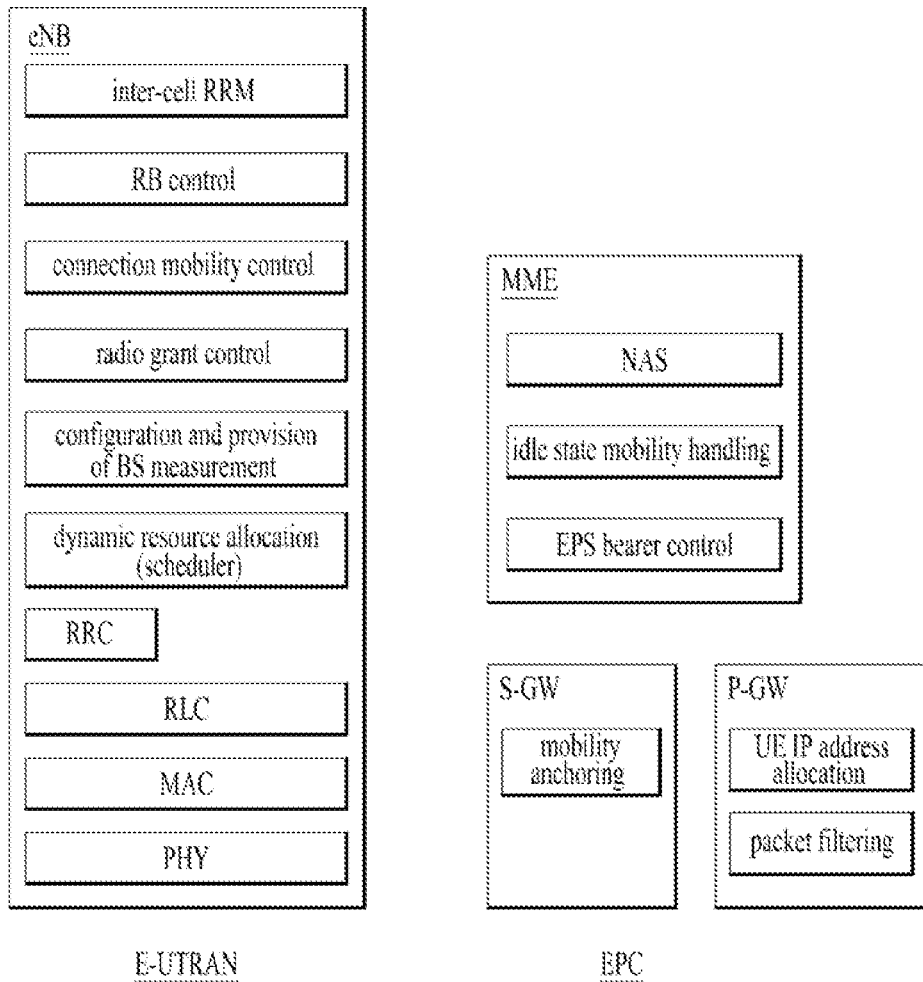 eNB
inter-cell RRM
RB control
connection mobility control
radio grant control
configuration and provision
of BS measurement
dynamic resource allocation
(scheduler)
RRC
RLC
MAC
PHY
E-UTRAN
MME
NAS
idle state mobility handling
EPS bearer control
S-GW
mobility
anchoring
P-GW
UE IP address
allocation
packet filtering
EPC